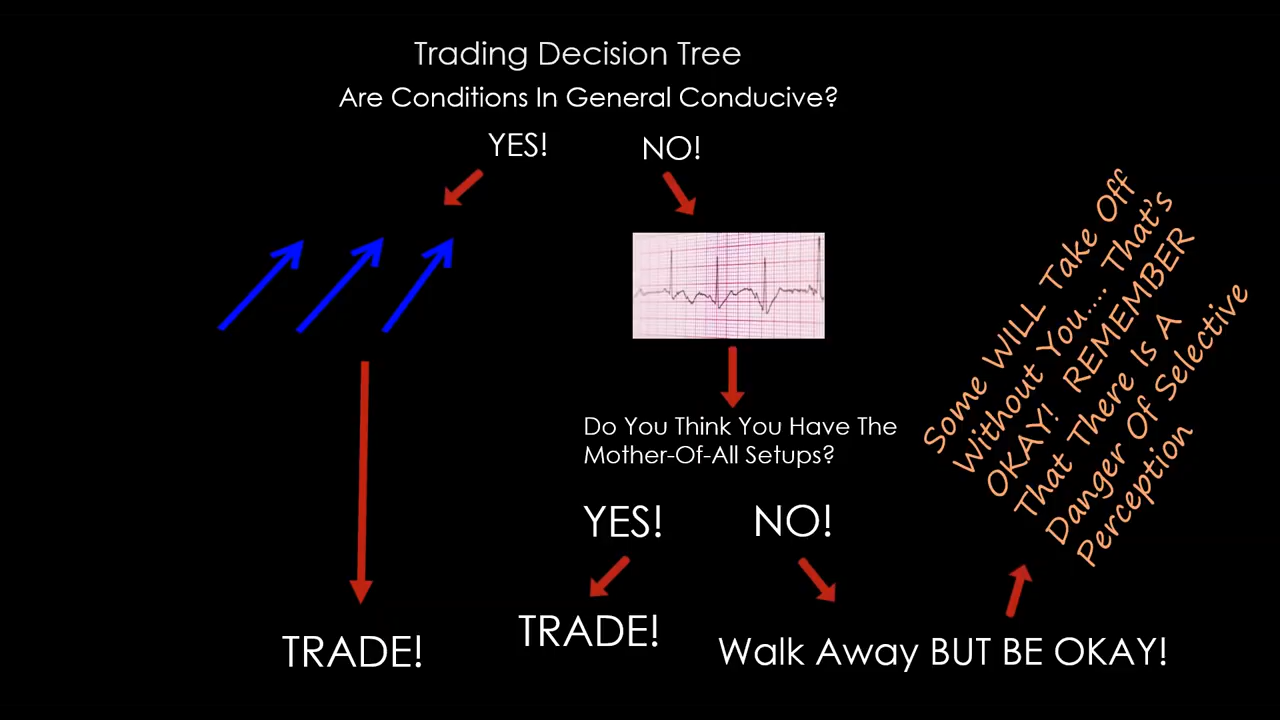 Trading Decision Tree
Are Conditions In General Conducive?
YES!
NO!
Do You Think You Have The
Mother-Of-All Setups?
YES!
NO!
TRADE!
TRADE!
Walk Away BUT BE OKAY!
Some WILL Take Off
Without You.... That's
OKAY! REMEMBER
That There Is A
Danger Of Selective
Perception